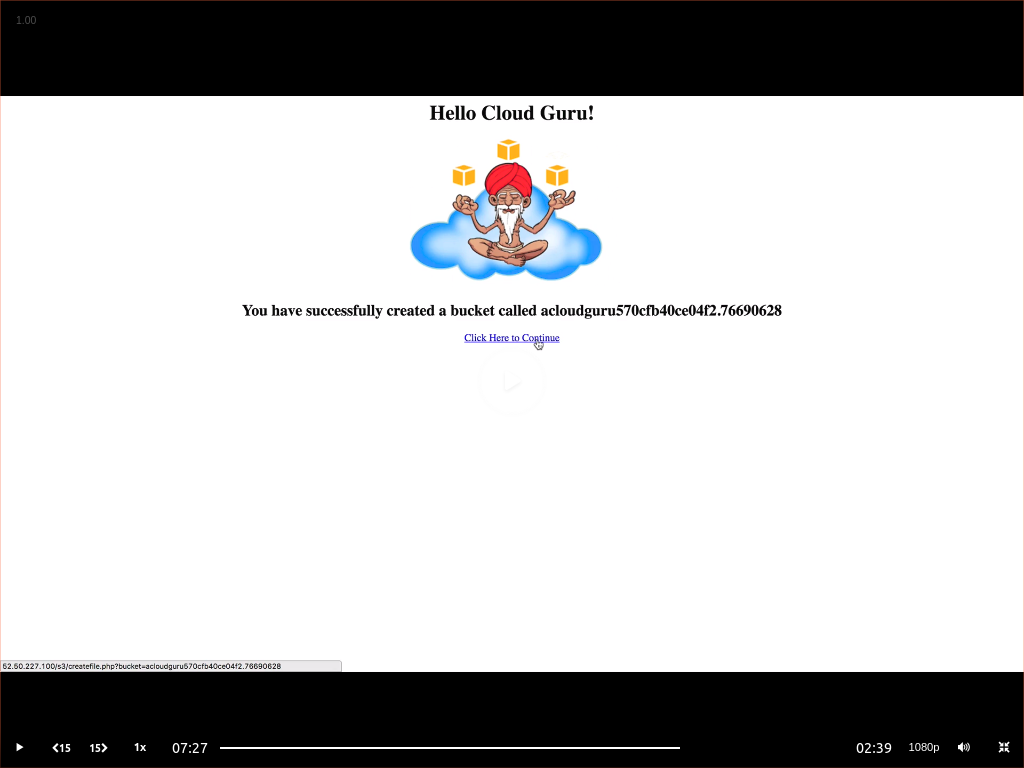 1.00
Hello Cloud Guru!
You have successfully created a bucket called acloudguru570cfb40ce04f2.76690628
Click Here to Continue
52.50.227.100/s3/createfile.php?bucket=acloudguru570cfb40ce04f2.76690628
15 15 1x 07:27 02:39 1080p